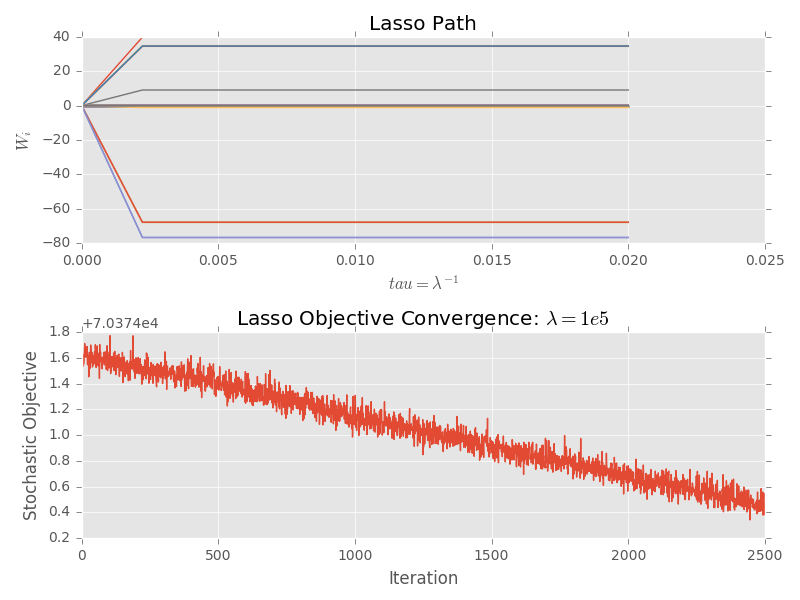 Lasso Path
40
20
0
−20
−40
−60
−80
W_i
0.000 0.005 0.010 0.015 0.020 0.025
tau = λ⁻¹
Lasso Objective Convergence: λ = 1e5
+7.0374e4
1.8
1.6
1.4
1.2
1.0
0.8
0.6
0.4
0.2
Stochastic Objective
0 500 1000 1500 2000 2500
Iteration